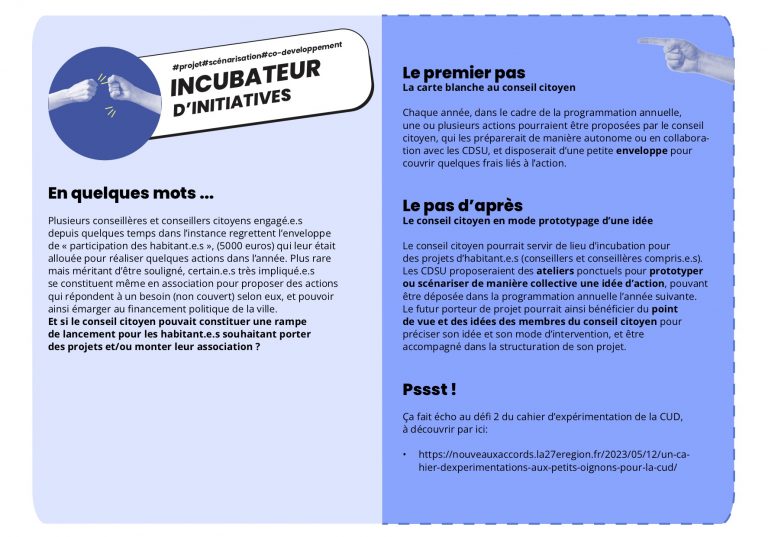 #projet#scénarisation#co-developpement
INCUBATEUR
D'INITIATIVES
En quelques mots ...
Plusieurs conseillères et conseillers citoyens engagé.e.s
depuis quelques temps dans l'instance regrettent l'enveloppe
de « participation des habitant.e.s », (5000 euros) qui leur était
allouée pour réaliser quelques actions dans l'année. Plus rare
mais méritant d'être souligné, certain.e.s très impliqué.e.s
se constituent même en association pour proposer des actions
qui répondent à un besoin (non couvert) selon eux, et pouvoir
ainsi émarger au financement politique de la ville.
Et si le conseil citoyen pouvait constituer une rampe
de lancement pour les habitant.e.s souhaitant porter
des projets et/ou monter leur association ?
Le premier pas
La carte blanche au conseil citoyen
Chaque année, dans le cadre de la programmation annuelle,
une ou plusieurs actions pourraient être proposées par le conseil
citoyen, qui les préparerait de manière autonome ou en collabora-
tion avec les CDSU, et disposerait d'une petite enveloppe pour
couvrir quelques frais liés à l'action.
Le pas d'après
Le conseil citoyen en mode prototypage d'une idée
Le conseil citoyen pourrait servir de lieu d'incubation pour
des projets d'habitant.e.s (conseillers et conseillères compris.e.s).
Les CDSU proposeraient des ateliers ponctuels pour prototyper
ou scénariser de manière collective une idée d'action, pouvant
être déposée dans la programmation annuelle l'année suivante.
Le futur porteur de projet pourrait ainsi bénéficier du point
de vue et des idées des membres du conseil citoyen pour
préciser son idée et son mode d'intervention, et être
accompagné dans la structuration de son projet.
Pssst !
Ça fait écho au défi 2 du cahier d'expérimentation de la CUD,
à découvrir par ici:
• https://nouveauxaccords.la27eregion.fr/2023/05/12/un-ca-
hier-dexperimentations-aux-petits-oignons-pour-la-cud/